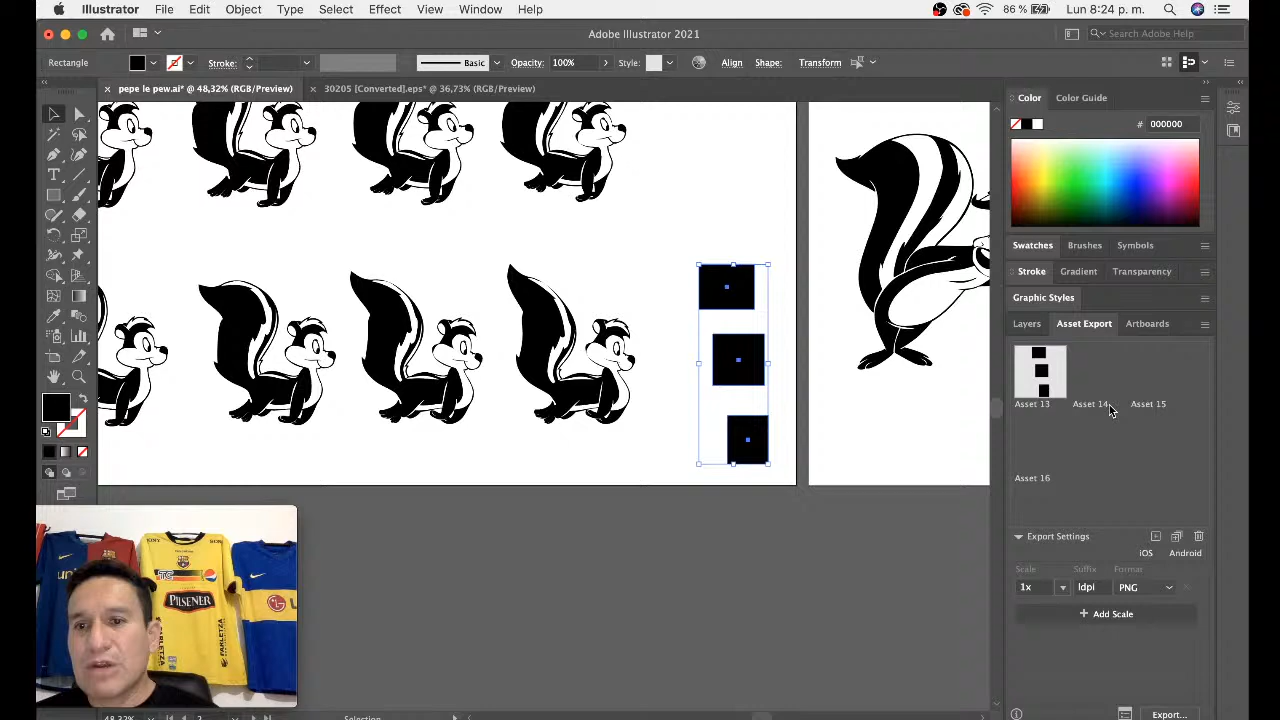 Illustrator File Edit Object Type Select Effect View Window Help 86 % Lun 8:24 p. m.
Adobe Illustrator 2021 Search Adobe Help
Rectangle Stroke: Basic Opacity: 100% Style: Align Shape: Transform
× pepe le pew.ai* @ 48,32% (RGB/Preview) × 30205 [Converted].eps* @ 36,73% (RGB/Preview)
Color Color Guide
# 000000
Swatches Brushes Symbols
Stroke Gradient Transparency
Graphic Styles
Layers Asset Export Artboards
Asset 13 Asset 14 Asset 15
Asset 16
Export Settings
iOS Android
Scale Suffix Format
1x ldpi PNG
+ Add Scale
PILSENER
LG
48,32% 2 Selection Export...